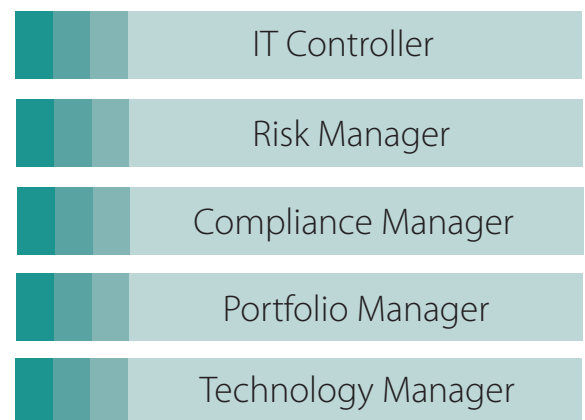 IT Controller
Risk Manager
Compliance Manager
Portfolio Manager
Technology Manager